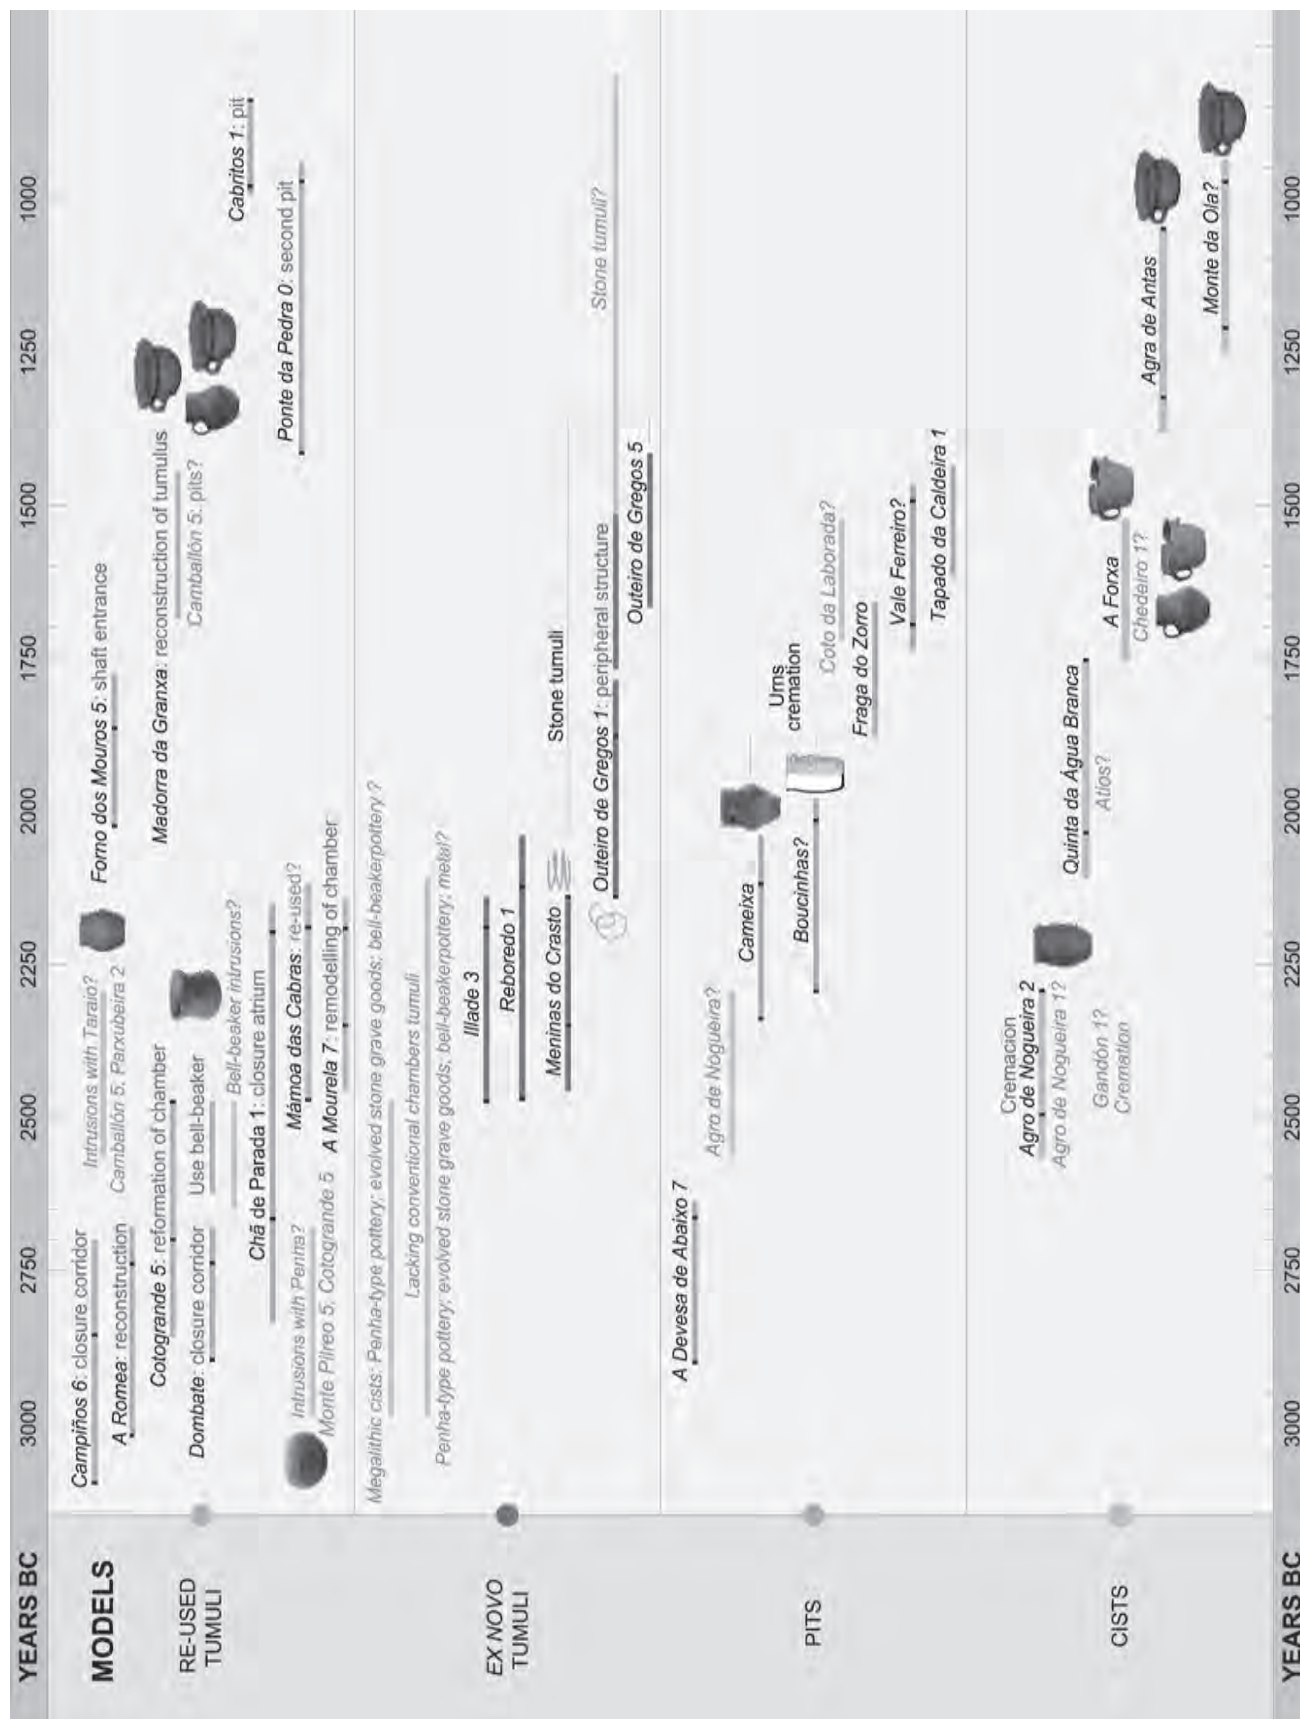 YEARS BC
3000
2750
2500
2250
2000
1750
1500
1250
1000
MODELS
RE-USED
TUMULI
Campiños 6: closure corridor
Intrusions with Taraio?
Forno dos Mouros 5: shaft entrance
A Romea: reconstruction
Camballón 5, Parxubeira 2
Cotogrande 5: reformation of chamber
Madorra da Granxa: reconstruction of tumulus
Dombate: closure corridor
Use bell-beaker
Camballón 5: pits?
Bell-beaker intrusions?
Cabritos 1: pit
Chã de Parada 1: closure atrium
Intrusions with Penha?
Mámoa das Cabras: re-used?
Ponte da Pedra 0: second pit
Monte Pilreo 5, Cotogrande 5
A Mourela 7: remodelling of chamber
EX NOVO
TUMULI
Megalithic cists: Penha-type pottery; evolved stone grave goods; bell-beakerpottery ?
Lacking conventional chambers tumuli
Penha-type pottery; evolved stone grave goods; bell-beakerpottery; metal?
Illade 3
Reboredo 1
Meninas do Crasto
Stone tumuli
Outeiro de Gregos 1: peripheral structure
Stone tumuli?
Outeiro de Gregos 5
PITS
A Devesa de Abaixo 7
Agro de Nogueira?
Cameixa
Urns
cremation
Boucinhas?
Coto da Laborada?
Fraga do Zorro
Vale Ferreiro?
Tapado da Caldeira 1
CISTS
Cremacion
Agro de Nogueira 2
Agro de Nogueira 1?
Gandón 1?
Cremation
Quinta da Água Branca
Atios?
A Forxa
Chedeiro 1?
Agra de Antas
Monte da Ola?
YEARS BC
3000
2750
2500
2250
2000
1750
1500
1250
1000